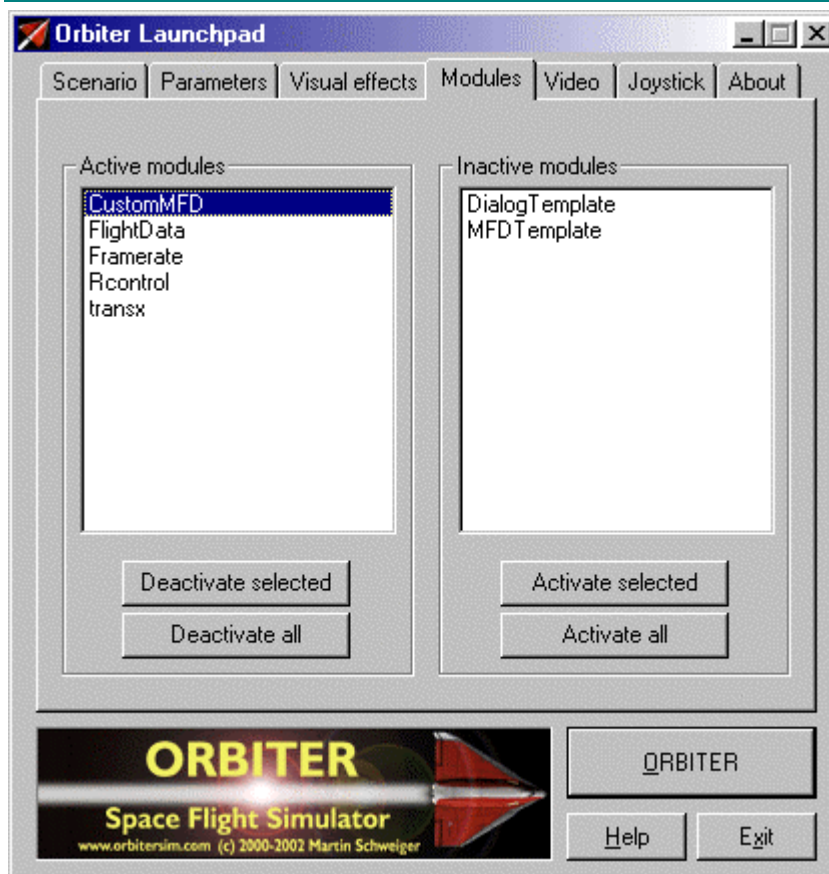 Orbiter Launchpad
Scenario Parameters Visual effects Modules Video Joystick About
Active modules
CustomMFD
FlightData
Framerate
Rcontrol
transx
Deactivate selected
Deactivate all
Inactive modules
DialogTemplate
MFDTemplate
Activate selected
Activate all
ORBITER
Space Flight Simulator
www.orbitersim.com (c) 2000-2002 Martin Schweiger
ORBITER
Help Exit